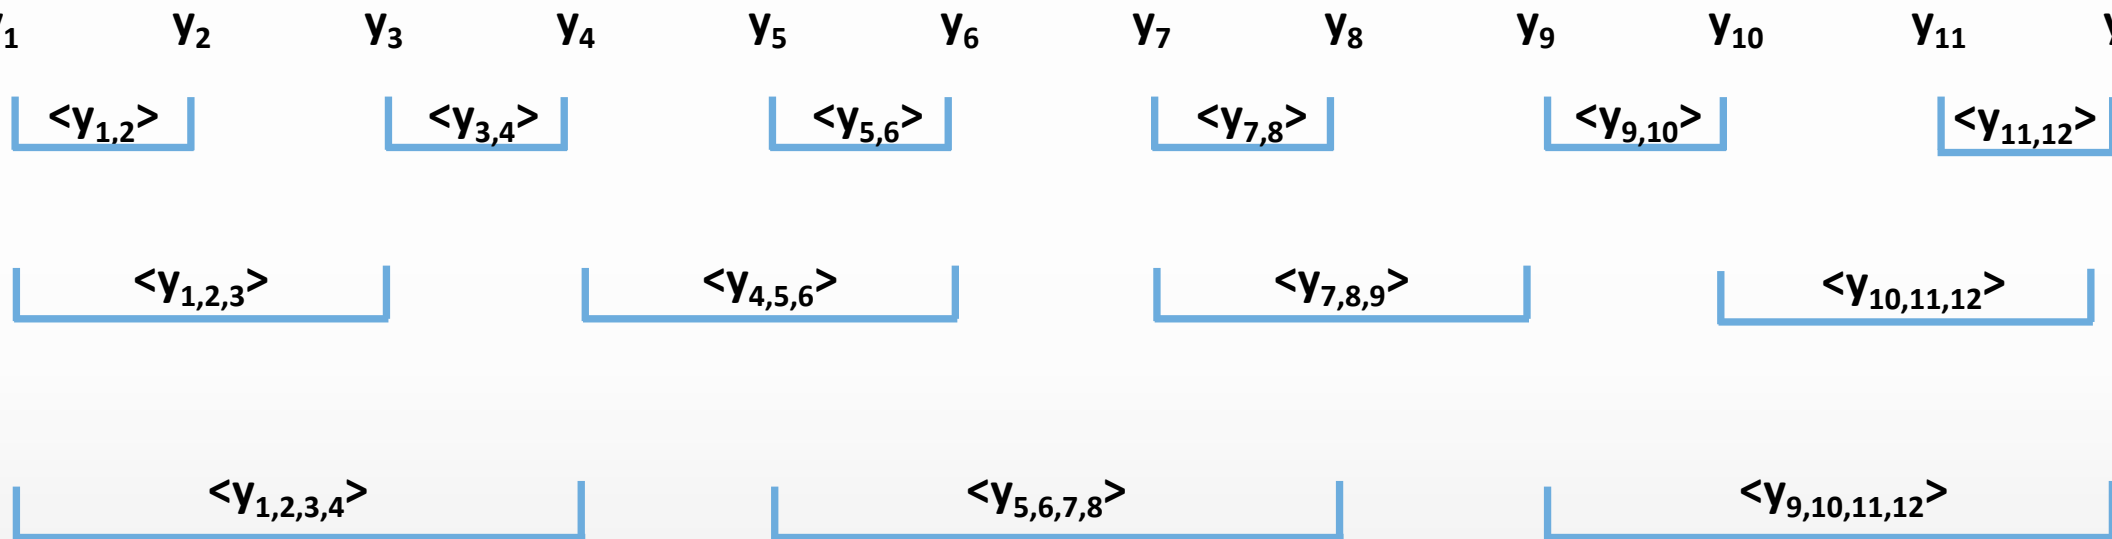 y₂ y₃ y₄ y₅ y₆ y₇ y₈ y₉ y₁₀ y₁₁
<y₁,₂> <y₃,₄> <y₅,₆> <y₇,₈> <y₉,₁₀> <y₁₁,₁₂>
<y₁,₂,₃> <y₄,₅,₆> <y₇,₈,₉> <y₁₀,₁₁,₁₂>
<y₁,₂,₃,₄> <y₅,₆,₇,₈> <y₉,₁₀,₁₁,₁₂>